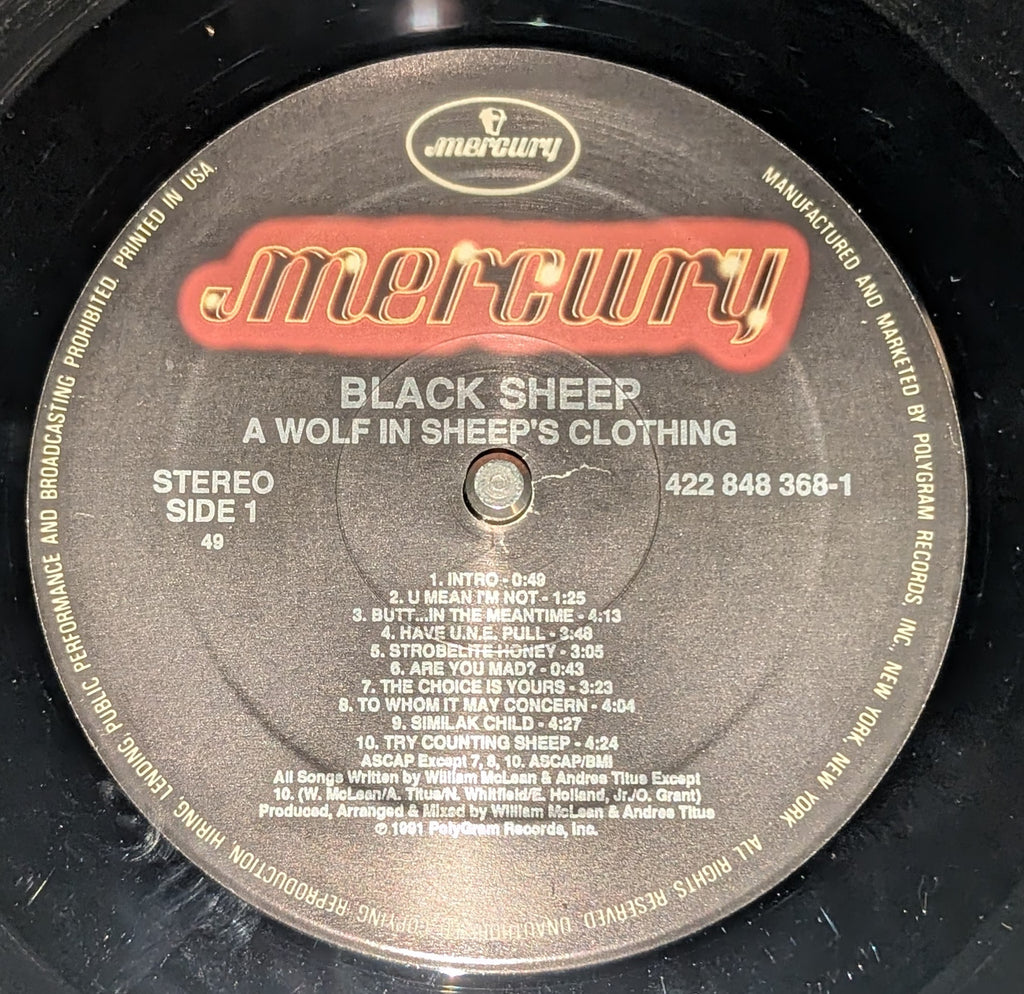 mercury
mercury
BLACK SHEEP
A WOLF IN SHEEP'S CLOTHING
STEREO
SIDE 1
49
422 848 368-1
1. INTRO - 0:49
2. U MEAN I'M NOT - 1:25
3. BUTT...IN THE MEANTIME - 4:13
4. HAVE U.N.E. PULL - 3:48
5. STROBELITE HONEY - 3:05
6. ARE YOU MAD? - 0:43
7. THE CHOICE IS YOURS - 3:23
8. TO WHOM IT MAY CONCERN - 4:04
9. SIMILAK CHILD - 4:27
10. TRY COUNTING SHEEP - 4:24
ASCAP Except 7, 8, 10. ASCAP/BMI
All Songs Written by William McLean & Andres Titus Except
10. (W. McLean/A. Titus/N. Whitfield/E. Holland, Jr./O. Grant)
Produced, Arranged & Mixed by William McLean & Andres Titus
© 1991 PolyGram Records, Inc.
MANUFACTURED AND MARKETED BY POLYGRAM RECORDS, INC., NEW YORK, NEW YORK ALL RIGHTS RESERVED. COPYING, REPRODUCTION, HIRING, LENDING, PUBLIC PERFORMANCE AND BROADCASTING PROHIBITED. PRINTED IN USA.